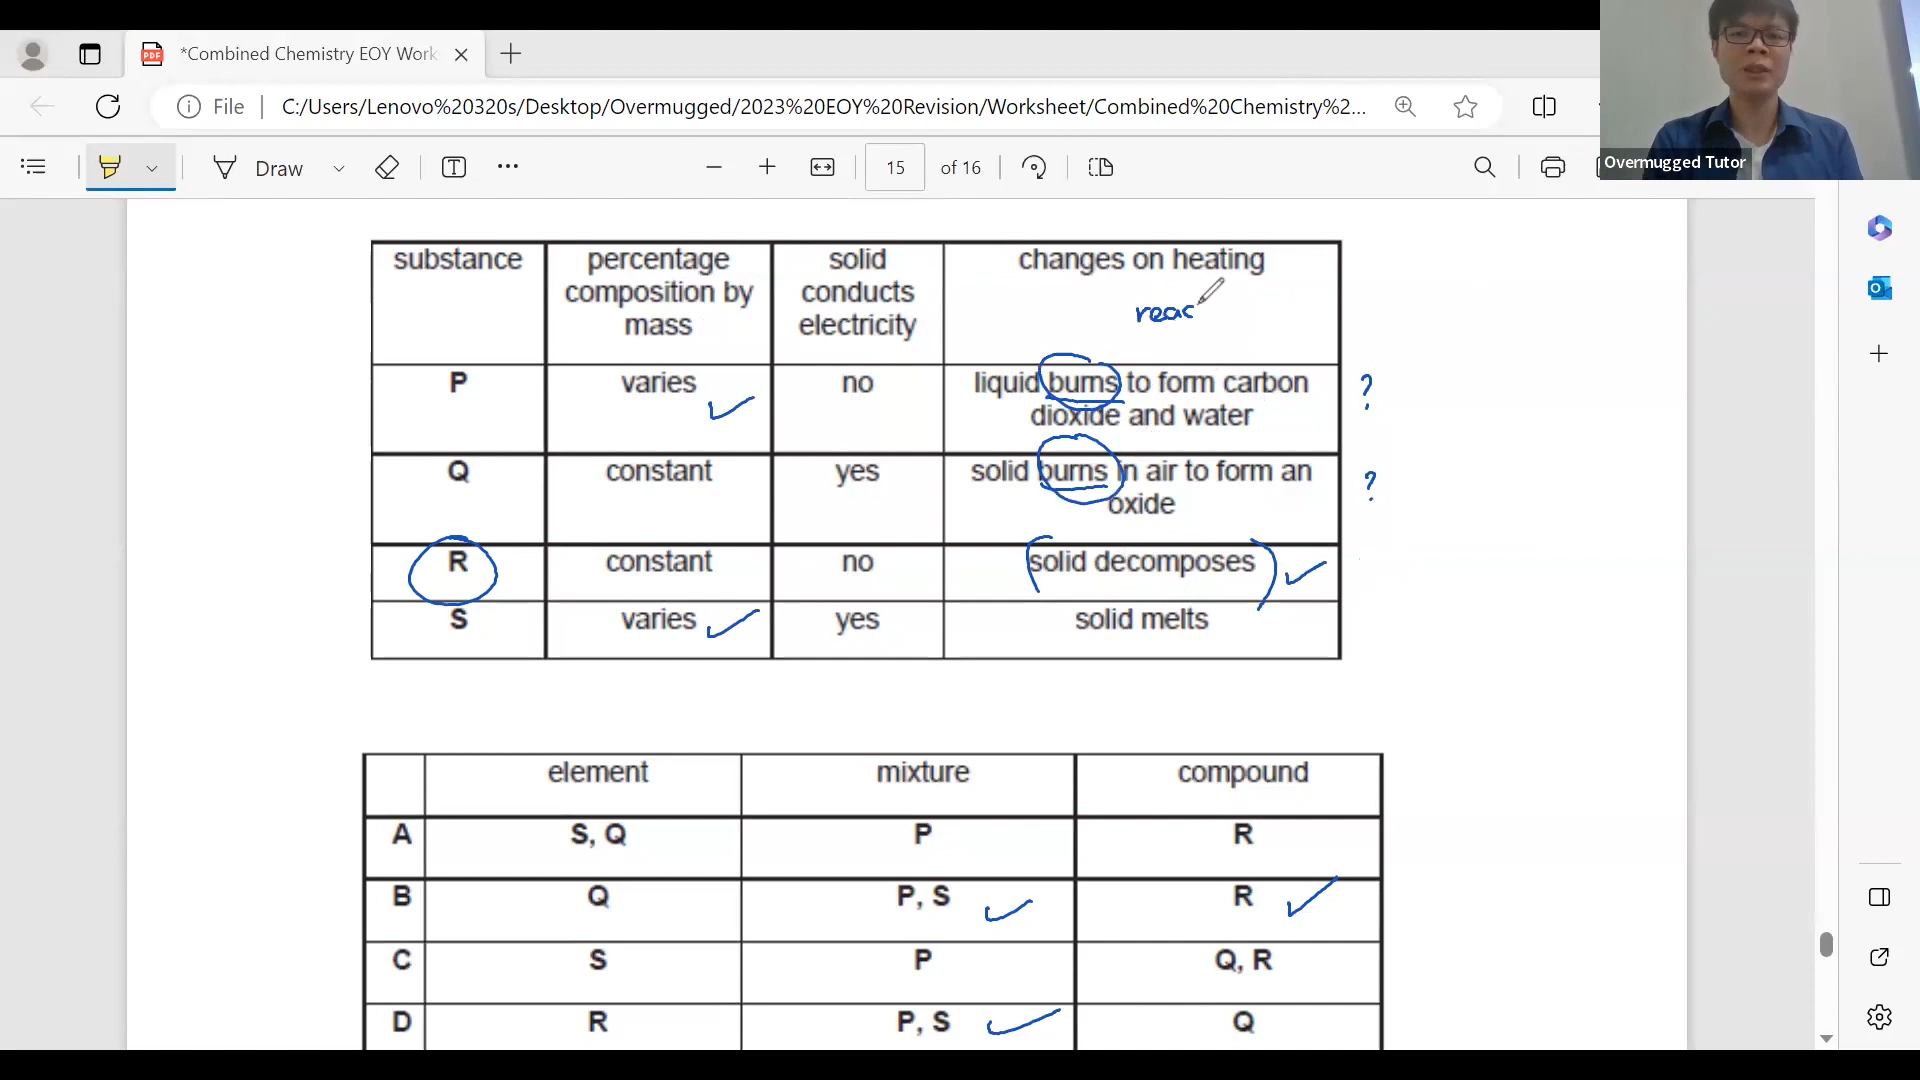 *Combined Chemistry EOY Work
File
C:/Users/Lenovo%20320s/Desktop/Overmugged/2023%20EOY%20Revision/Worksheet/Combined%20Chemistry%2...
Draw
15
of 16
Overmugged Tutor
substance
percentage
composition by
mass
solid
conducts
electricity
changes on heating
reac
P
varies
no
liquid burns to form carbon
dioxide and water
?
Q
constant
yes
solid burns in air to form an
oxide
?
R
constant
no
solid decomposes
S
varies
yes
solid melts
element
mixture
compound
A
S, Q
P
R
B
Q
P, S
R
C
S
P
Q, R
D
R
P, S
Q